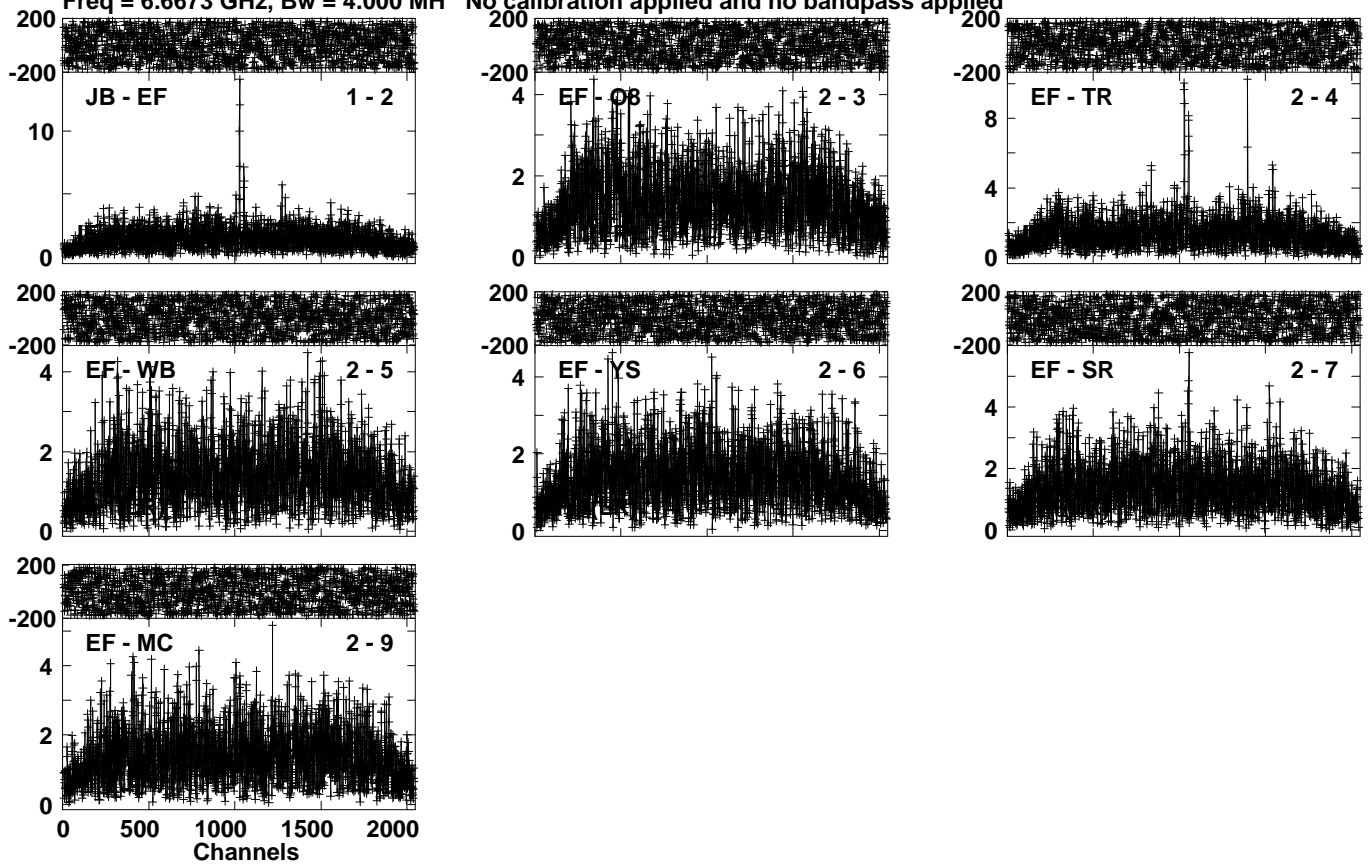 Freq = 6.6673 GHz, Bw = 4.000 MH No calibration applied and no bandpass applied
200 200 200
-200 -200 -200
JB - EF 1 - 2 EF - O8 2 - 3 EF - TR 2 - 4
10 4 8
2 4
0 0 0
200 200 200
-200 -200 -200
EF - WB 2 - 5 EF - YS 2 - 6 EF - SR 2 - 7
4 4 4
2 2 2
0 0 0
200
-200
EF - MC 2 - 9
4
2
0
0 500 1000 1500 2000
Channels